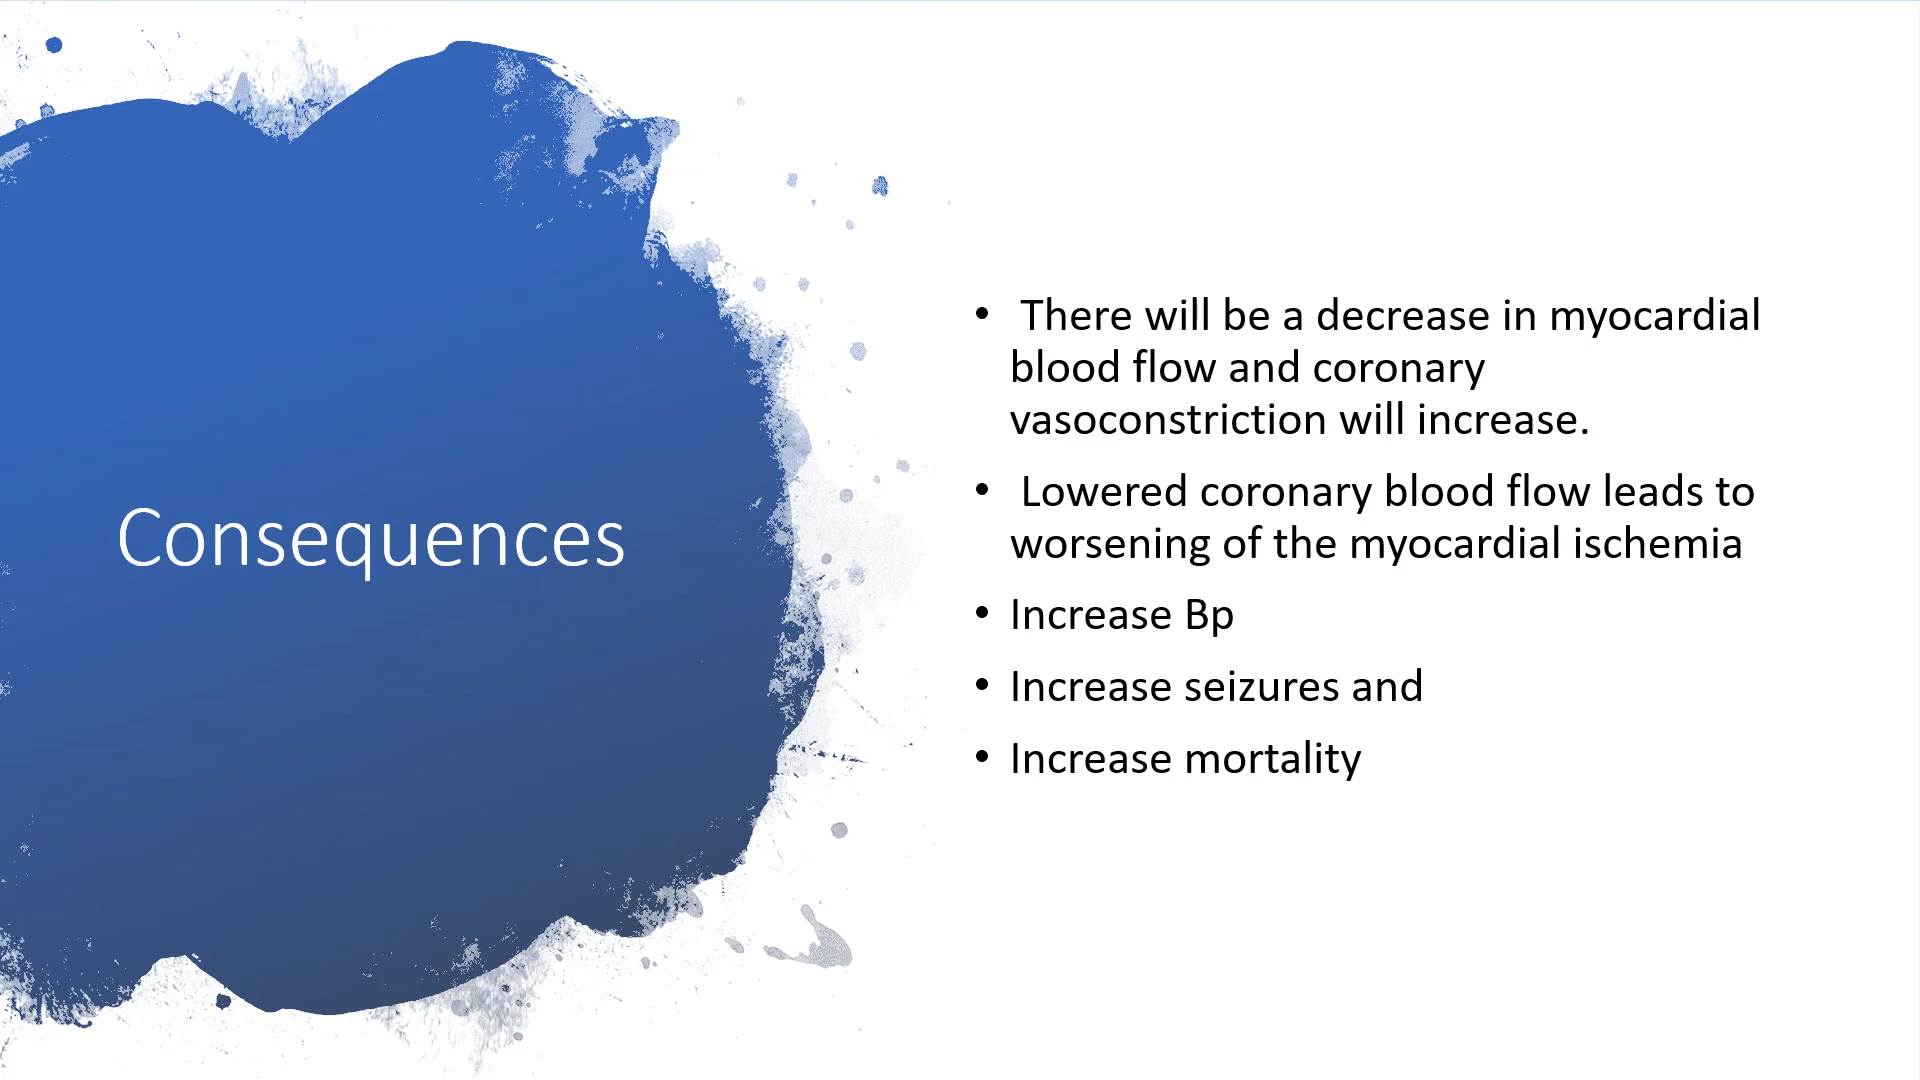 Consequences
• There will be a decrease in myocardial
blood flow and coronary
vasoconstriction will increase.
• Lowered coronary blood flow leads to
worsening of the myocardial ischemia
• Increase Bp
• Increase seizures and
• Increase mortality